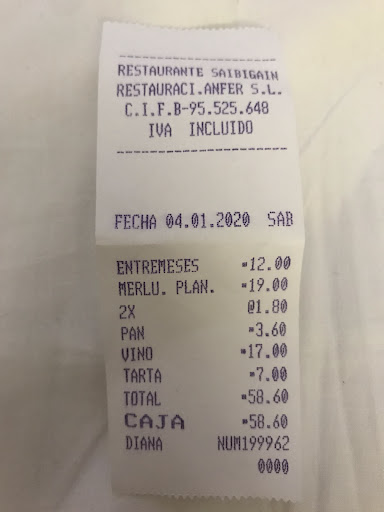 RESTAURANTE SAIBIGAIN
RESTAURACI.ANFER S.L.
C.I.F.B-95.525.648
IVA INCLUIDO
FECHA 04.01.2020 SAB
ENTREMESES ▪12.00
MERLU. PLAN. ▪19.00
2X @1.80
PAN ▪3.60
VINO ▪17.00
TARTA ▪7.00
TOTAL ▪58.60
CAJA ▪58.60
DIANA NUM199962
0000